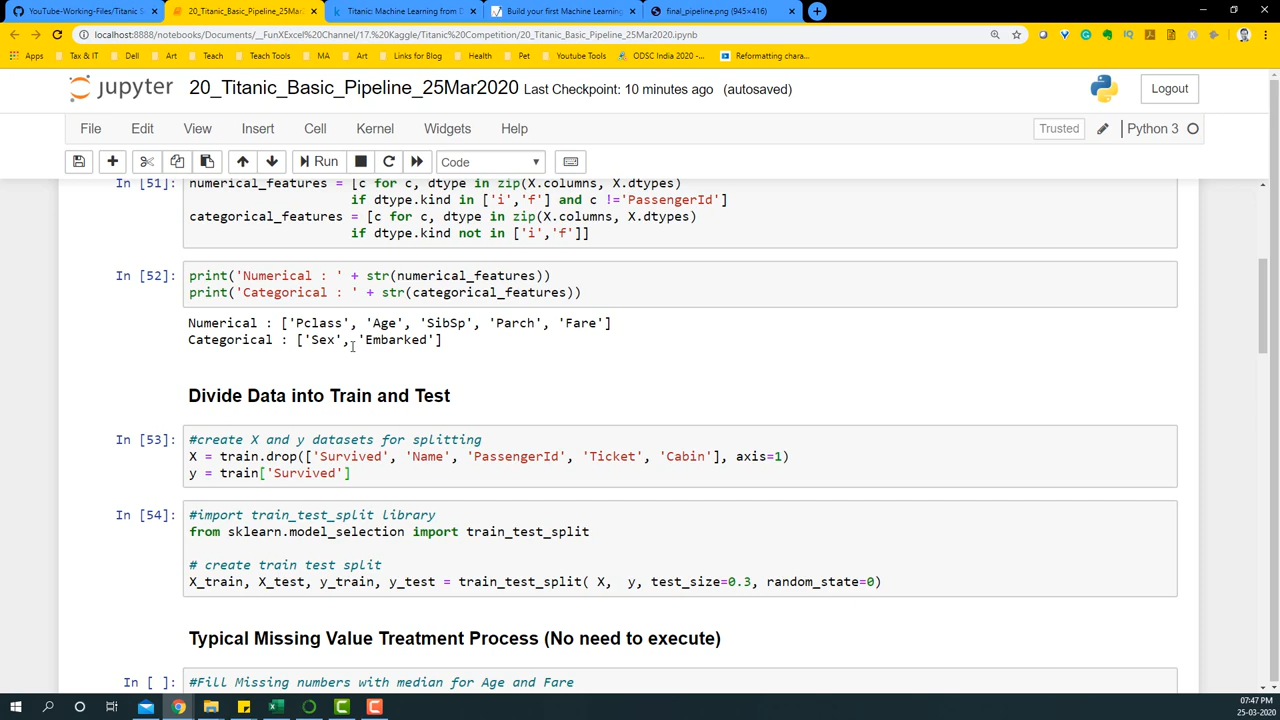 YouTube-Working-Files/Titanic S
20_Titanic_Basic_Pipeline_25Mar
Titanic: Machine Learning from D
Build your first Machine Learning
final_pipeline.png (945×416)
localhost:8888/notebooks/Documents/__FunXExcel%20Channel/17.%20Kaggle/Titanic%20Competition/20_Titanic_Basic_Pipeline_25Mar2020.ipynb
Apps
Tax & IT
Dell
Art
Teach
Teach Tools
MA
Art
Links for Blog
Health
Pet
Youtube Tools
ODSC India 2020 -...
Reformatting chara...
jupyter
20_Titanic_Basic_Pipeline_25Mar2020 Last Checkpoint: 10 minutes ago (autosaved)
Logout
File Edit View Insert Cell Kernel Widgets Help
Trusted
Python 3
Run
Code
In [51]: numerical_features = [c for c, dtype in zip(X.columns, X.dtypes)
if dtype.kind in ['i','f'] and c !='PassengerId']
categorical_features = [c for c, dtype in zip(X.columns, X.dtypes)
if dtype.kind not in ['i','f']]
In [52]: print('Numerical : ' + str(numerical_features))
print('Categorical : ' + str(categorical_features))
Numerical : ['Pclass', 'Age', 'SibSp', 'Parch', 'Fare']
Categorical : ['Sex', 'Embarked']
Divide Data into Train and Test
In [53]: #create X and y datasets for splitting
X = train.drop(['Survived', 'Name', 'PassengerId', 'Ticket', 'Cabin'], axis=1)
y = train['Survived']
In [54]: #import train_test_split library
from sklearn.model_selection import train_test_split
# create train test split
X_train, X_test, y_train, y_test = train_test_split( X, y, test_size=0.3, random_state=0)
Typical Missing Value Treatment Process (No need to execute)
In [ ]: #Fill Missing numbers with median for Age and Fare
07:47 PM
25-03-2020